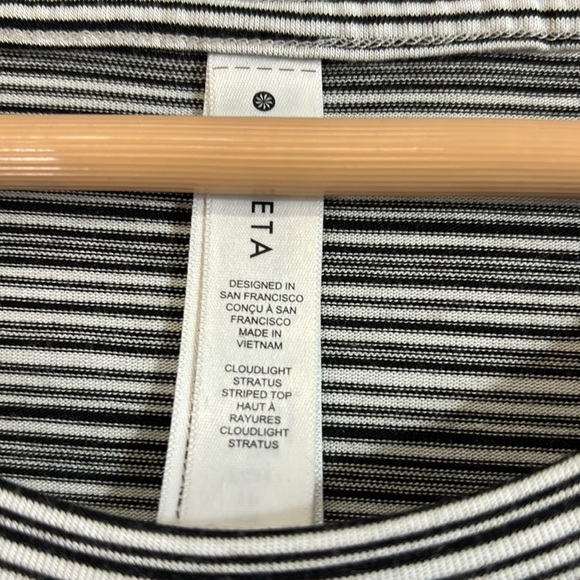 ETA
DESIGNED IN
SAN FRANCISCO
CONÇU À SAN
FRANCISCO
MADE IN
VIETNAM
CLOUDLIGHT
STRATUS
STRIPED TOP
HAUT À
RAYURES
CLOUDLIGHT
STRATUS